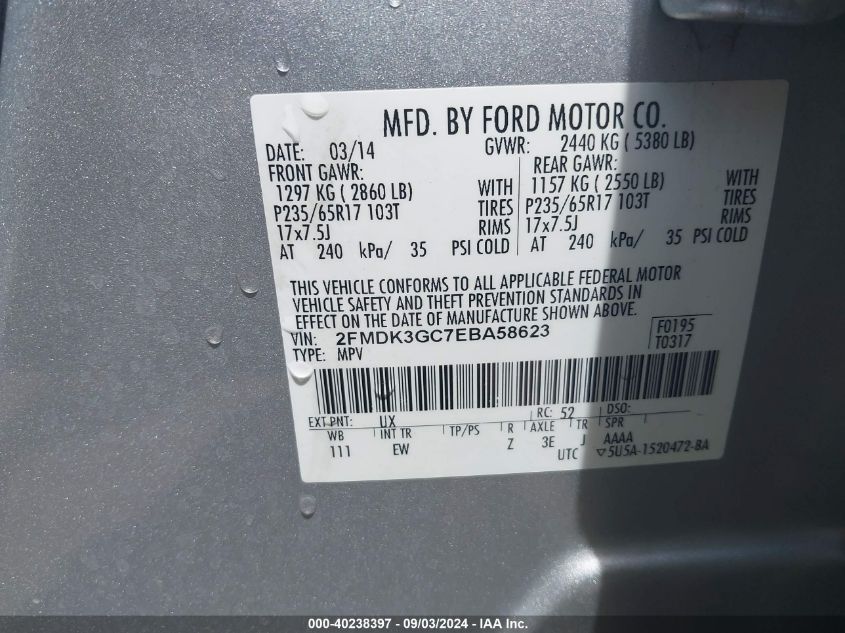 MFD. BY FORD MOTOR CO.
DATE: 03/14 GVWR: 2440 KG ( 5380 LB)
FRONT GAWR: REAR GAWR:
1297 KG ( 2860 LB) WITH 1157 KG ( 2550 LB) WITH
P235/65R17 103T TIRES P235/65R17 103T TIRES
17x7.5J RIMS 17x7.5J RIMS
AT 240 kPa/ 35 PSI COLD AT 240 kPa/ 35 PSI COLD
THIS VEHICLE CONFORMS TO ALL APPLICABLE FEDERAL MOTOR
VEHICLE SAFETY AND THEFT PREVENTION STANDARDS IN
EFFECT ON THE DATE OF MANUFACTURE SHOWN ABOVE.
VIN: 2FMDK3GC7EBA58623 F0195
TYPE: MPV T0317
EXT PNT: UX RC: 52 DSO:
WB INT TR TP/PS R AXLE TR SPR
111 EW Z 3E J AAAA
UTC ▽5U5A-1520472-BA
000-40238397 - 09/03/2024 - IAA Inc.